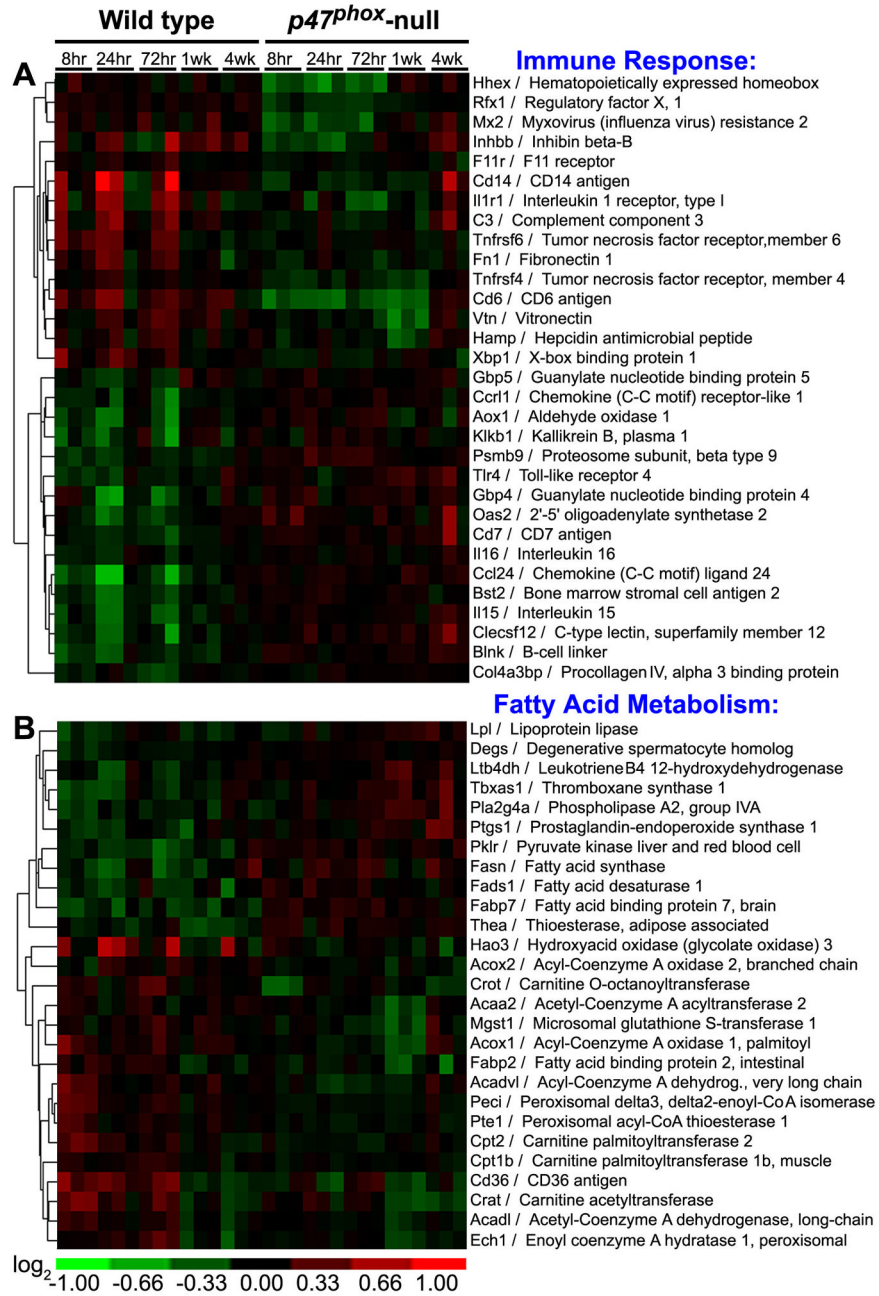 Wild type p47phox-null
8hr 24hr 72hr 1wk 4wk 8hr 24hr 72hr 1wk 4wk
A
Immune Response:
Hhex / Hematopoietically expressed homeobox
Rfx1 / Regulatory factor X, 1
Mx2 / Myxovirus (influenza virus) resistance 2
Inhbb / Inhibin beta-B
F11r / F11 receptor
Cd14 / CD14 antigen
Il1r1 / Interleukin 1 receptor, type I
C3 / Complement component 3
Tnfrsf6 / Tumor necrosis factor receptor,member 6
Fn1 / Fibronectin 1
Tnfrsf4 / Tumor necrosis factor receptor, member 4
Cd6 / CD6 antigen
Vtn / Vitronectin
Hamp / Hepcidin antimicrobial peptide
Xbp1 / X-box binding protein 1
Gbp5 / Guanylate nucleotide binding protein 5
Ccrl1 / Chemokine (C-C motif) receptor-like 1
Aox1 / Aldehyde oxidase 1
Klkb1 / Kallikrein B, plasma 1
Psmb9 / Proteosome subunit, beta type 9
Tlr4 / Toll-like receptor 4
Gbp4 / Guanylate nucleotide binding protein 4
Oas2 / 2'-5' oligoadenylate synthetase 2
Cd7 / CD7 antigen
Il16 / Interleukin 16
Ccl24 / Chemokine (C-C motif) ligand 24
Bst2 / Bone marrow stromal cell antigen 2
Il15 / Interleukin 15
Clecsf12 / C-type lectin, superfamily member 12
Blnk / B-cell linker
Col4a3bp / Procollagen IV, alpha 3 binding protein
B
Fatty Acid Metabolism:
Lpl / Lipoprotein lipase
Degs / Degenerative spermatocyte homolog
Ltb4dh / Leukotriene B4 12-hydroxydehydrogenase
Tbxas1 / Thromboxane synthase 1
Pla2g4a / Phospholipase A2, group IVA
Ptgs1 / Prostaglandin-endoperoxide synthase 1
Pklr / Pyruvate kinase liver and red blood cell
Fasn / Fatty acid synthase
Fads1 / Fatty acid desaturase 1
Fabp7 / Fatty acid binding protein 7, brain
Thea / Thioesterase, adipose associated
Hao3 / Hydroxyacid oxidase (glycolate oxidase) 3
Acox2 / Acyl-Coenzyme A oxidase 2, branched chain
Crot / Carnitine O-octanoyltransferase
Acaa2 / Acetyl-Coenzyme A acyltransferase 2
Mgst1 / Microsomal glutathione S-transferase 1
Acox1 / Acyl-Coenzyme A oxidase 1, palmitoyl
Fabp2 / Fatty acid binding protein 2, intestinal
Acadvl / Acyl-Coenzyme A dehydrog., very long chain
Peci / Peroxisomal delta3, delta2-enoyl-CoA isomerase
Pte1 / Peroxisomal acyl-CoA thioesterase 1
Cpt2 / Carnitine palmitoyltransferase 2
Cpt1b / Carnitine palmitoyltransferase 1b, muscle
Cd36 / CD36 antigen
Crat / Carnitine acetyltransferase
Acadl / Acetyl-Coenzyme A dehydrogenase, long-chain
Ech1 / Enoyl coenzyme A hydratase 1, peroxisomal
log2 -1.00 -0.66 -0.33 0.00 0.33 0.66 1.00